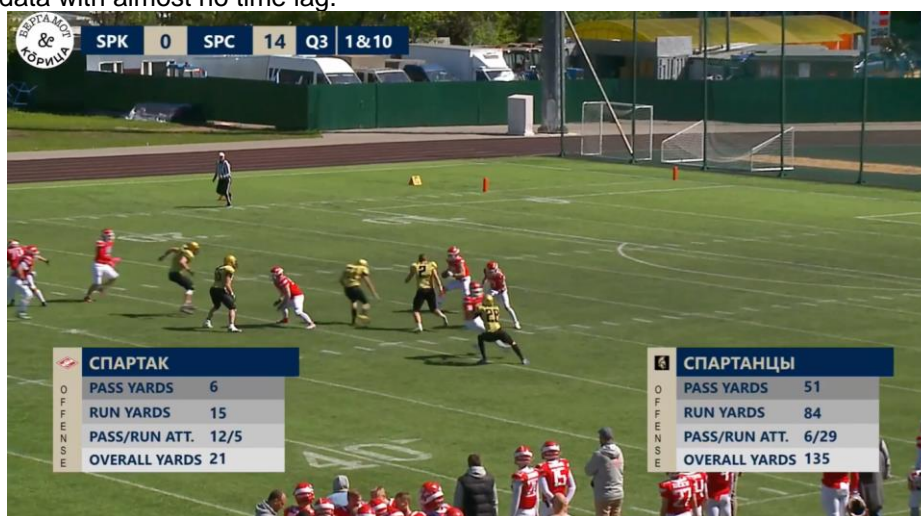 data with almost no time lag.
БЕРГАМОТ
&
КОРИЦА
SPK 0 SPC 14 Q3 1&10
СПАРТАК
OFFENSE
PASS YARDS 6
RUN YARDS 15
PASS/RUN ATT. 12/5
OVERALL YARDS 21
СПАРТАНЦЫ
OFFENSE
PASS YARDS 51
RUN YARDS 84
PASS/RUN ATT. 6/29
OVERALL YARDS 135
40
2
28